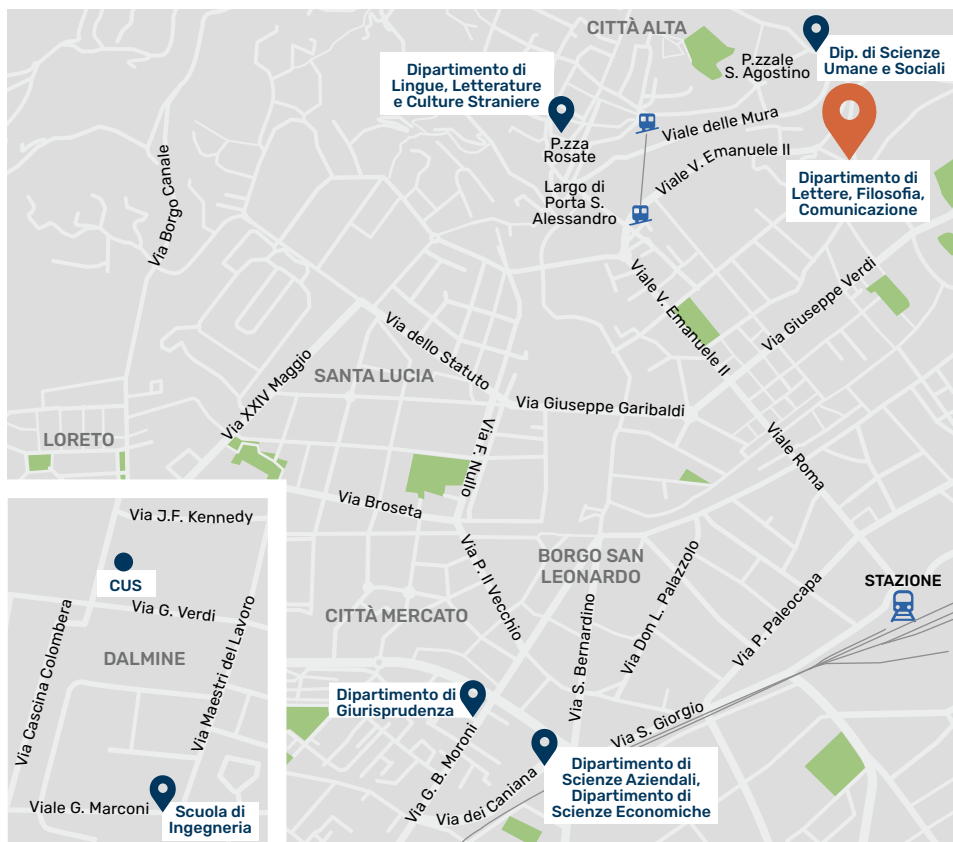 CITTÀ ALTA
P.zzale
S. Agostino
Dip. di Scienze
Umane e Sociali
Dipartimento di
Lingue, Letterature
e Culture Straniere
P.zza
Rosate
Viale delle Mura
Viale V. Emanuele II
Largo di
Porta S.
Alessandro
Dipartimento di
Lettere, Filosofia,
Comunicazione
Via Borgo Canale
Viale V. Emanuele II
Via Giuseppe Verdi
Via dello Statuto
SANTA LUCIA
Via XXIV Maggio
Via Giuseppe Garibaldi
LORETO
Via F. Nullo
Viale Roma
Via Broseta
Via P. II Vecchio
BORGO SAN
LEONARDO
Via Don L. Palazzolo
Via P. Paleocapa
STAZIONE
CITTÀ MERCATO
Via S. Bernardino
Dipartimento di
Giurisprudenza
Via G. B. Moroni
Via S. Giorgio
Via dei Caniana
Dipartimento di
Scienze Aziendali,
Dipartimento di
Scienze Economiche
Via J.F. Kennedy
CUS
Via G. Verdi
Via Cascina Colombera
DALMINE
Via Maestri del Lavoro
Viale G. Marconi
Scuola di
Ingegneria